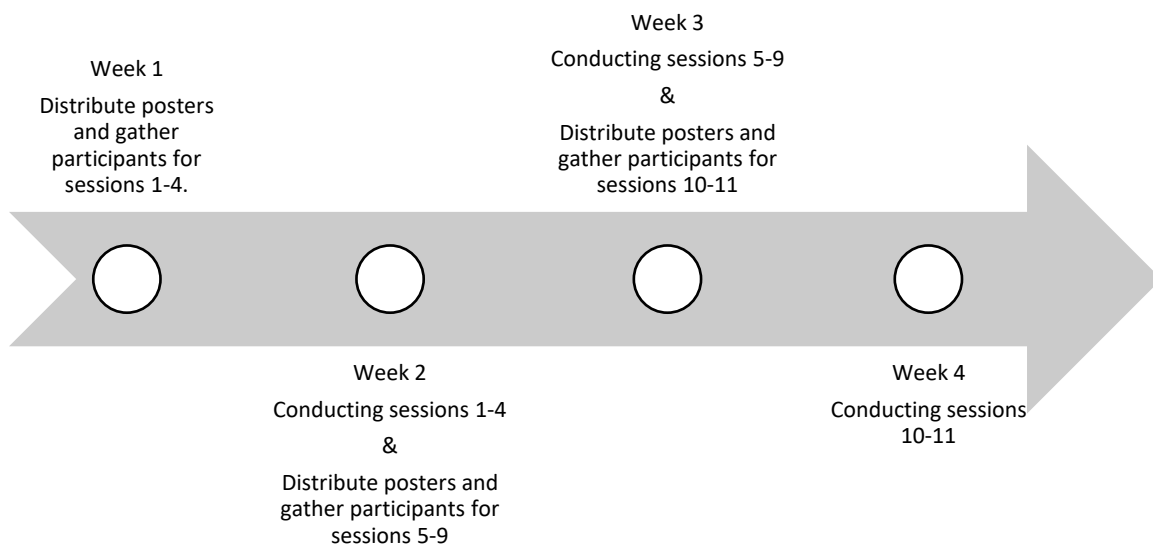 Week 1
Distribute posters
and gather
participants for
sessions 1-4.
Week 2
Conducting sessions 1-4
&
Distribute posters and
gather participants for
sessions 5-9
Week 3
Conducting sessions 5-9
&
Distribute posters and
gather participants for
sessions 10-11
Week 4
Conducting sessions
10-11